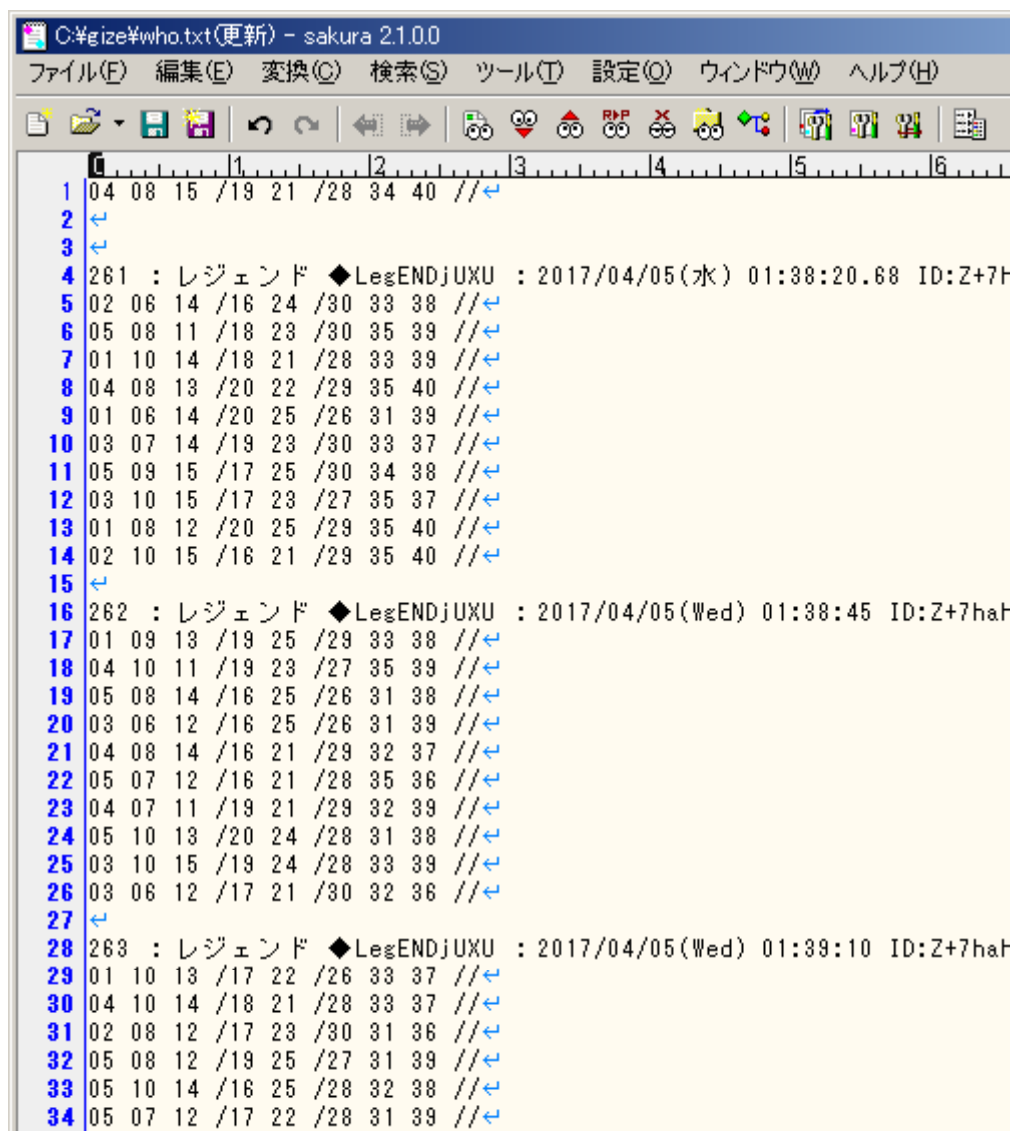 C:¥gize¥who.txt(更新) - sakura 2.1.0.0
ファイル(F) 編集(E) 変換(C) 検索(S) ツール(T) 設定(O) ウィンドウ(W) ヘルプ(H)
0 1 2 3 4 5 6
1 04 08 15 /19 21 /28 34 40 //↵
2 ↵
3 ↵
4 261 : レジェンド ◆LegENDjUXU : 2017/04/05(水) 01:38:20.68 ID:Z+7h
5 02 06 14 /16 24 /30 33 38 //↵
6 05 08 11 /18 23 /30 35 39 //↵
7 01 10 14 /18 21 /28 33 39 //↵
8 04 08 13 /20 22 /29 35 40 //↵
9 01 06 14 /20 25 /26 31 39 //↵
10 03 07 14 /19 23 /30 33 37 //↵
11 05 09 15 /17 25 /30 34 38 //↵
12 03 10 15 /17 23 /27 35 37 //↵
13 01 08 12 /20 25 /29 35 40 //↵
14 02 10 15 /16 21 /29 35 40 //↵
15 ↵
16 262 : レジェンド ◆LegENDjUXU : 2017/04/05(Wed) 01:38:45 ID:Z+7haH
17 01 09 13 /19 25 /29 33 38 //↵
18 04 10 11 /19 23 /27 35 39 //↵
19 05 08 14 /16 25 /26 31 38 //↵
20 03 06 12 /16 25 /26 31 39 //↵
21 04 08 14 /16 21 /29 32 37 //↵
22 05 07 12 /16 21 /28 35 36 //↵
23 04 07 11 /19 21 /29 32 39 //↵
24 05 10 13 /20 24 /28 31 38 //↵
25 03 10 15 /19 24 /28 33 39 //↵
26 03 06 12 /17 21 /30 32 36 //↵
27 ↵
28 263 : レジェンド ◆LegENDjUXU : 2017/04/05(Wed) 01:39:10 ID:Z+7haH
29 01 10 13 /17 22 /26 33 37 //↵
30 04 10 14 /18 21 /28 33 37 //↵
31 02 08 12 /17 23 /30 31 36 //↵
32 05 08 12 /19 25 /27 31 39 //↵
33 05 10 14 /16 25 /28 32 38 //↵
34 05 07 12 /17 22 /28 31 39 //↵